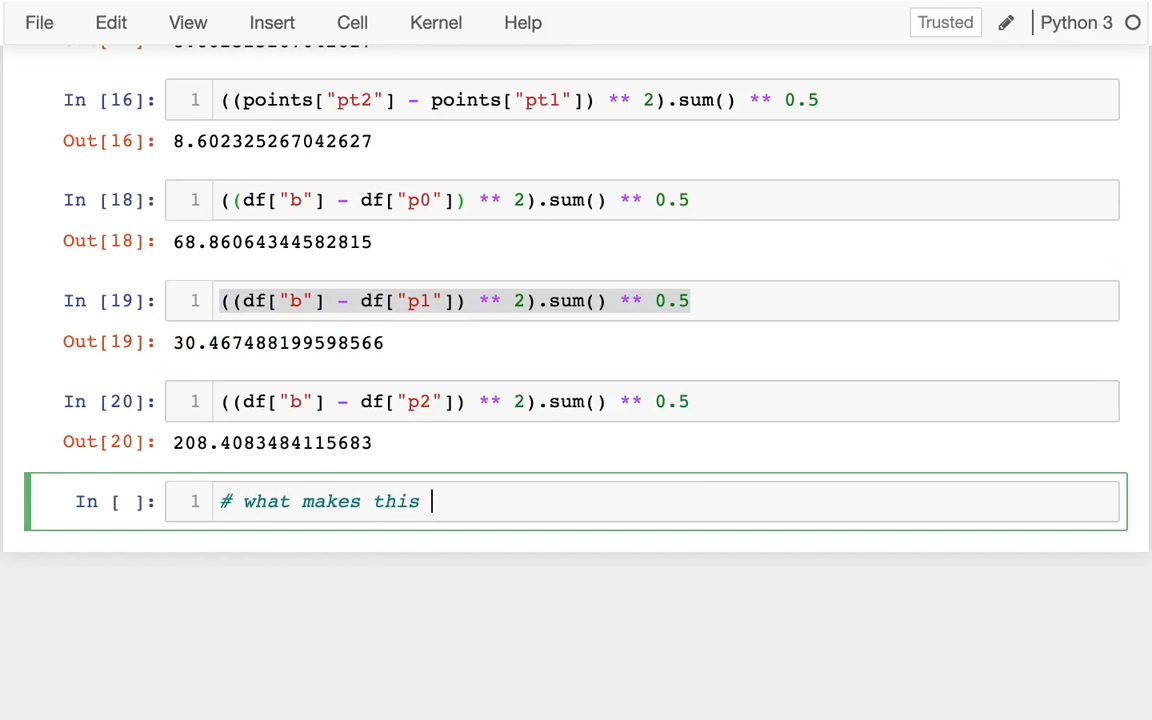 File Edit View Insert Cell Kernel Help Trusted Python 3
In [16]: 1 ((points["pt2"] - points["pt1"]) ** 2).sum() ** 0.5
Out[16]: 8.602325267042627
In [18]: 1 ((df["b"] - df["p0"]) ** 2).sum() ** 0.5
Out[18]: 68.86064344582815
In [19]: 1 ((df["b"] - df["p1"]) ** 2).sum() ** 0.5
Out[19]: 30.467488199598566
In [20]: 1 ((df["b"] - df["p2"]) ** 2).sum() ** 0.5
Out[20]: 208.4083484115683
In [ ]: 1 # what makes this